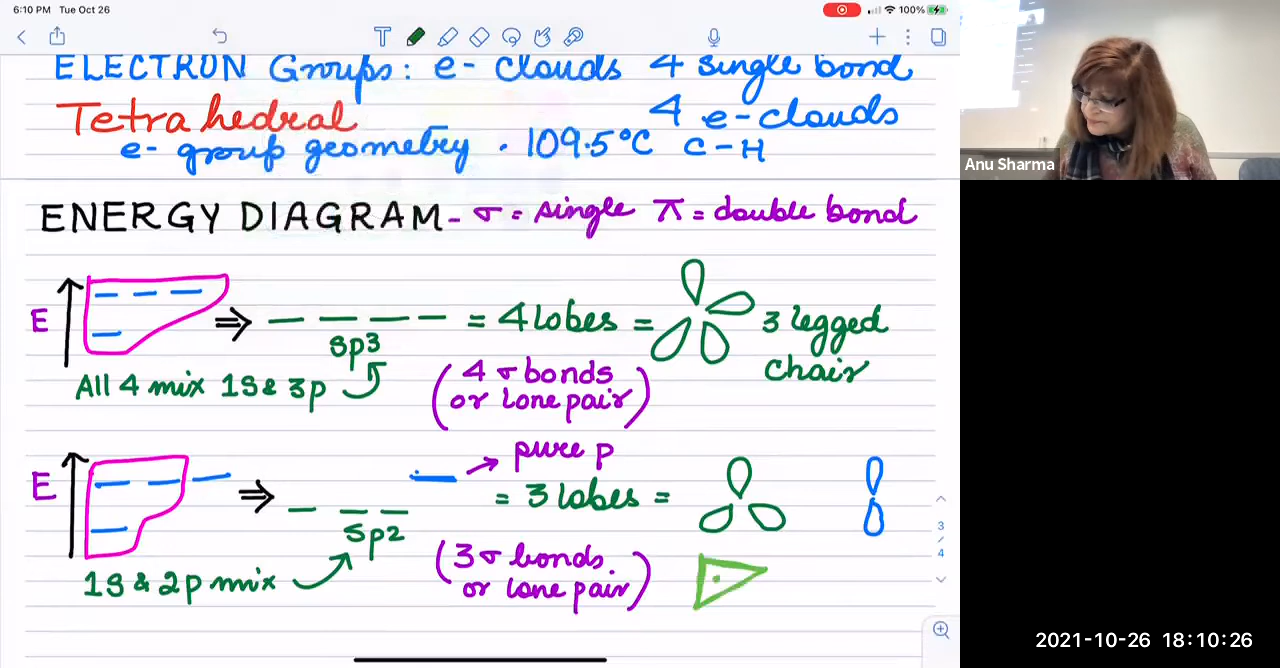 6:10 PM Tue Oct 26
100%
ELECTRON Groups: e- clouds 4 single bond
Tetrahedral 4 e-clouds
e- group geometry . 109.5°C C-H
Anu Sharma
ENERGY DIAGRAM - σ = single π = double bond
E ⇒ = 4 lobes = 3 legged
sp3 chair
All 4 mix 1S & 3p (4 σ bonds
or lone pair)
→ pure p
E ⇒ = 3 lobes =
sp2
1S & 2p mix (3 σ bonds
or lone pair)
3
/
4
2021-10-26 18:10:26